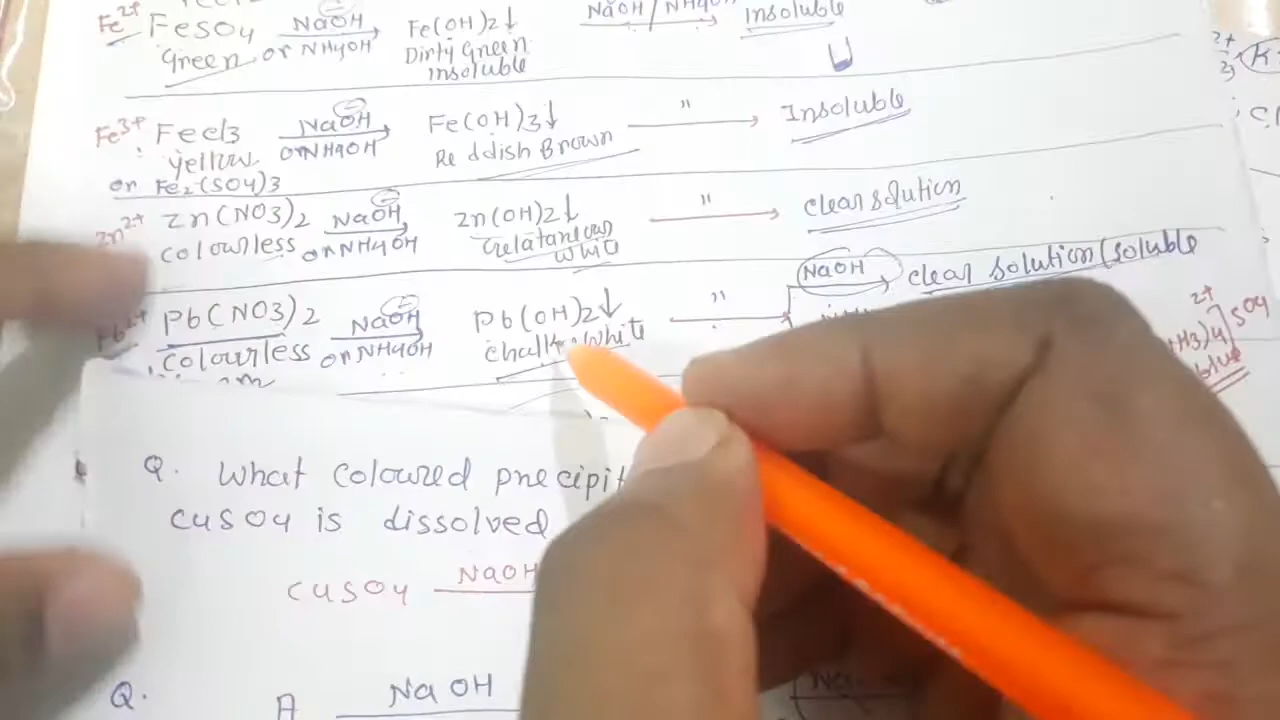 Fe2+ FeSO4 NaOH or NH4OH Fe(OH)2↓ NaOH / NH4OH Insoluble
Green Dirty Green
insoluble
Fe3+ FeCl3 NaOH or NH4OH Fe(OH)3↓ " Insoluble
yellow Reddish Brown
or Fe2(SO4)3
Zn2+ Zn(NO3)2 NaOH or NH4OH Zn(OH)2↓ " clear solution
colourless white
Pb2+ Pb(NO3)2 NaOH or NH4OH Pb(OH)2↓ " NaOH clear solution (soluble
colourless chalky white
SO4
blue
Q. What coloured precipit
CuSO4 is dissolved
CuSO4 NaOH
Q. A NaOH